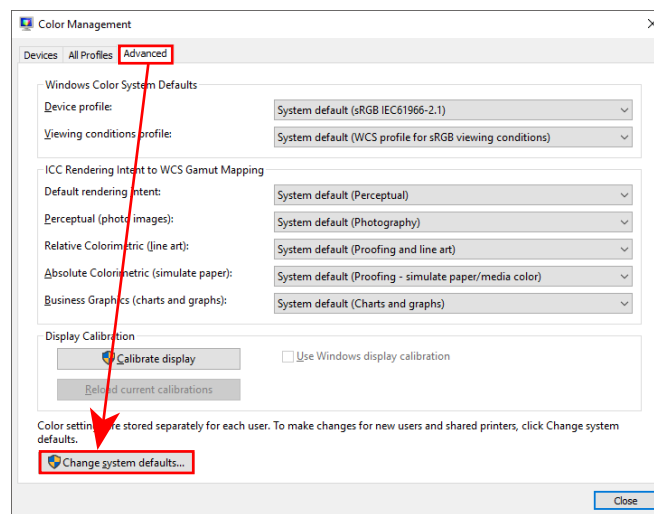 Color Management
Devices All Profiles Advanced
Windows Color System Defaults
Device profile: System default (sRGB IEC61966-2.1)
Viewing conditions profile: System default (WCS profile for sRGB viewing conditions)
ICC Rendering Intent to WCS Gamut Mapping
Default rendering intent: System default (Perceptual)
Perceptual (photo images): System default (Photography)
Relative Colorimetric (line art): System default (Proofing and line art)
Absolute Colorimetric (simulate paper): System default (Proofing - simulate paper/media color)
Business Graphics (charts and graphs): System default (Charts and graphs)
Display Calibration
Calibrate display Use Windows display calibration
Reload current calibrations
Color settings are stored separately for each user. To make changes for new users and shared printers, click Change system
defaults.
Change system defaults...
Close